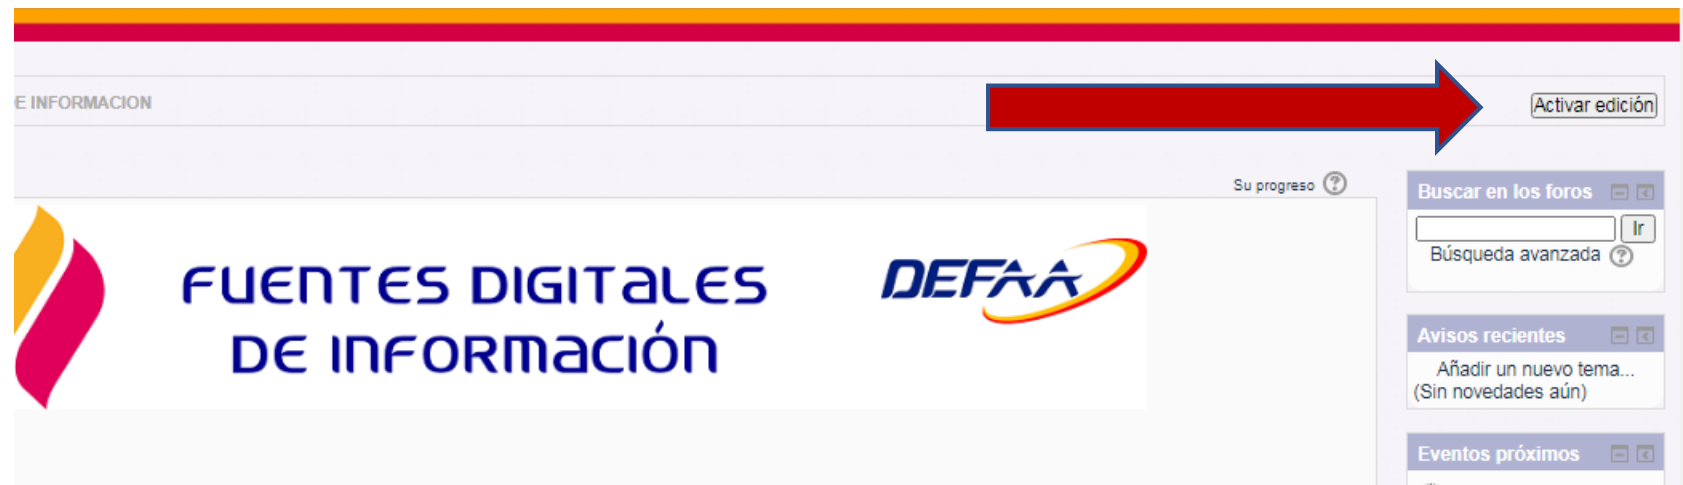 E INFORMACION
Activar edición
Su progreso ?
FUENTES DIGITALES
DE INFORMACIÓN
DEFAA
Buscar en los foros
Ir
Búsqueda avanzada ?
Avisos recientes
Añadir un nuevo tema...
(Sin novedades aún)
Eventos próximos